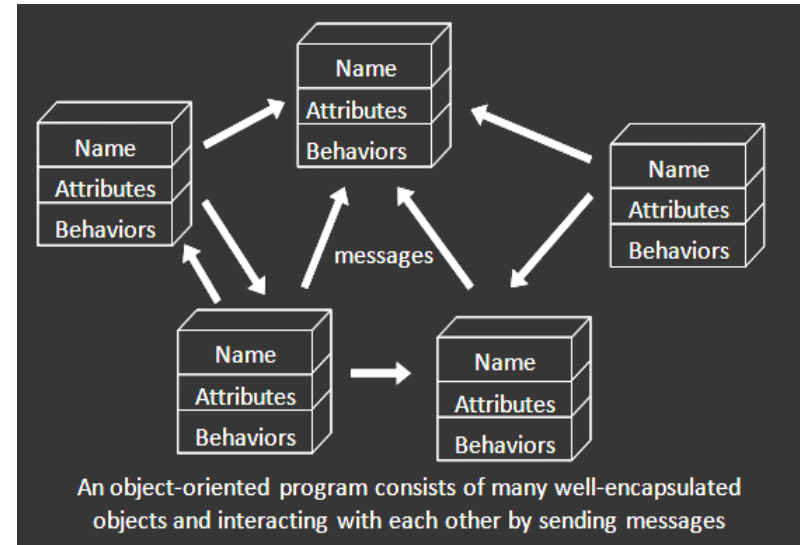 Name
Attributes
Behaviors
Name
Attributes
Behaviors
Name
Attributes
Behaviors
messages
Name
Attributes
Behaviors
Name
Attributes
Behaviors
An object-oriented program consists of many well-encapsulated
objects and interacting with each other by sending messages